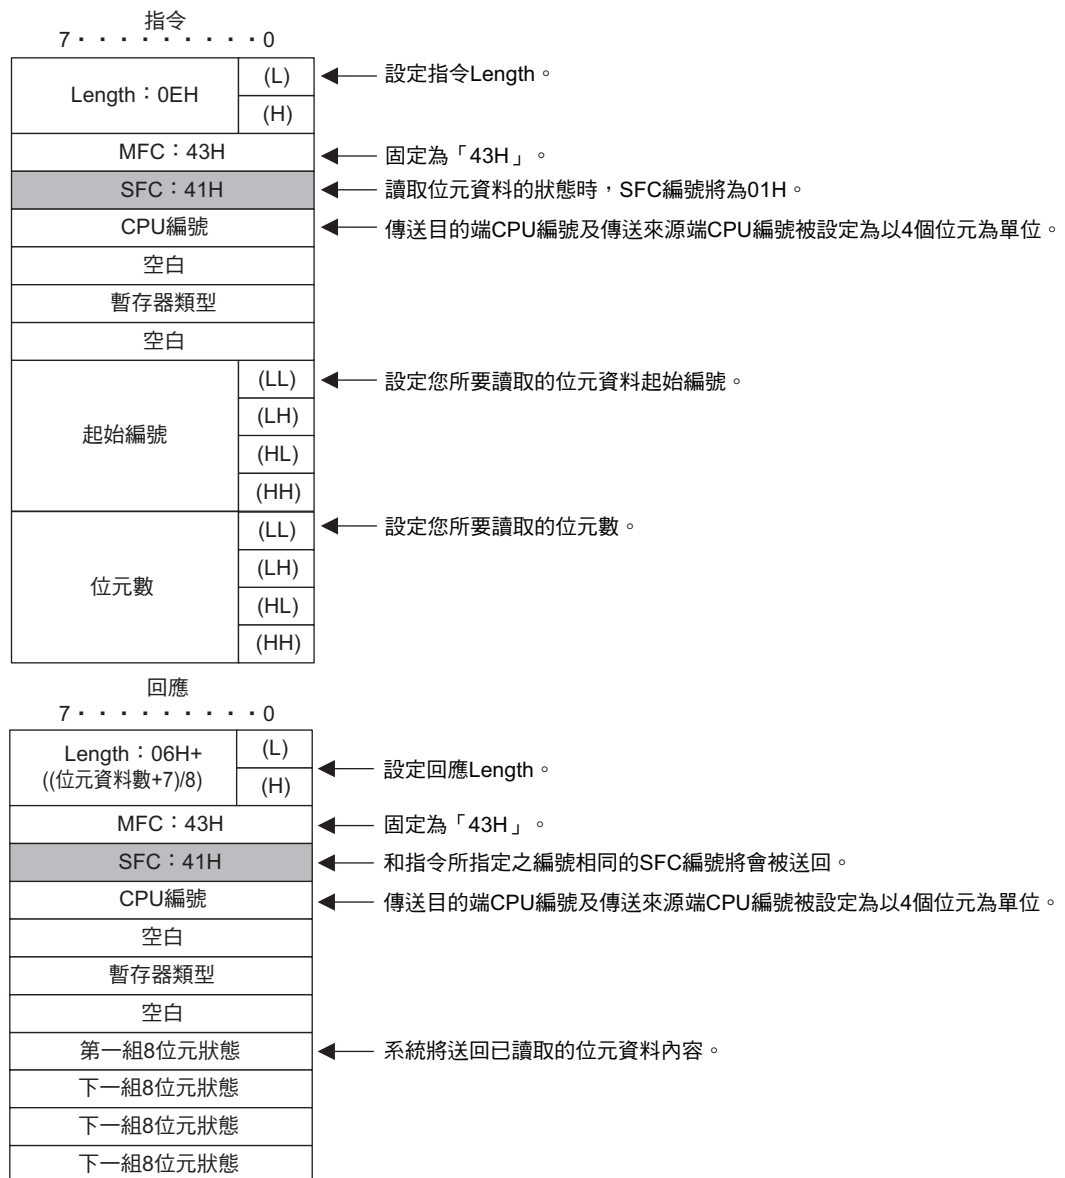 指令
7・・・・・・・・・0
Length：0EH
(L)
設定指令Length。
(H)
MFC：43H
固定為「43H」。
SFC：41H
讀取位元資料的狀態時，SFC編號將為01H。
CPU編號
傳送目的端CPU編號及傳送來源端CPU編號被設定為以4個位元為單位。
空白
暫存器類型
空白
起始編號
(LL)
設定您所要讀取的位元資料起始編號。
(LH)
(HL)
(HH)
位元數
(LL)
設定您所要讀取的位元數。
(LH)
(HL)
(HH)
回應
7・・・・・・・・・0
Length：06H+
((位元資料數+7)/8)
(L)
(H)
設定回應Length。
MFC：43H
固定為「43H」。
SFC：41H
和指令所指定之編號相同的SFC編號將會被送回。
CPU編號
傳送目的端CPU編號及傳送來源端CPU編號被設定為以4個位元為單位。
空白
暫存器類型
空白
第一組8位元狀態
系統將送回已讀取的位元資料內容。
下一組8位元狀態
下一組8位元狀態
下一組8位元狀態